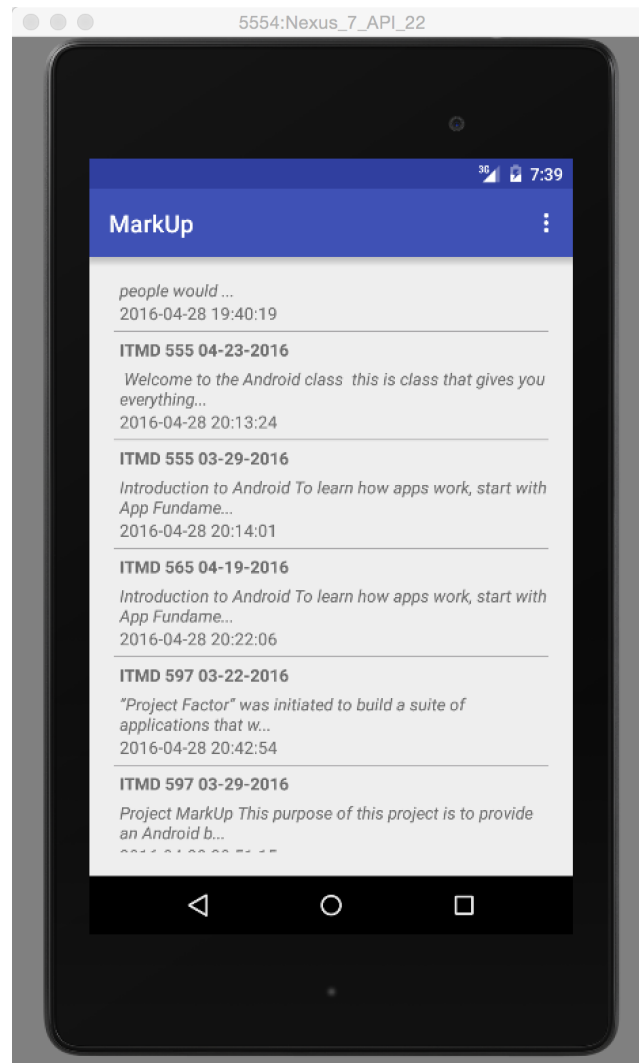 5554:Nexus_7_API_22
3G 7:39
MarkUp
people would ...
2016-04-28 19:40:19
ITMD 555 04-23-2016
Welcome to the Android class  this is class that gives you
everything...
2016-04-28 20:13:24
ITMD 555 03-29-2016
Introduction to Android To learn how apps work, start with
App Fundame...
2016-04-28 20:14:01
ITMD 565 04-19-2016
Introduction to Android To learn how apps work, start with
App Fundame...
2016-04-28 20:22:06
ITMD 597 03-22-2016
"Project Factor" was initiated to build a suite of
applications that w...
2016-04-28 20:42:54
ITMD 597 03-29-2016
Project MarkUp This purpose of this project is to provide
an Android b...